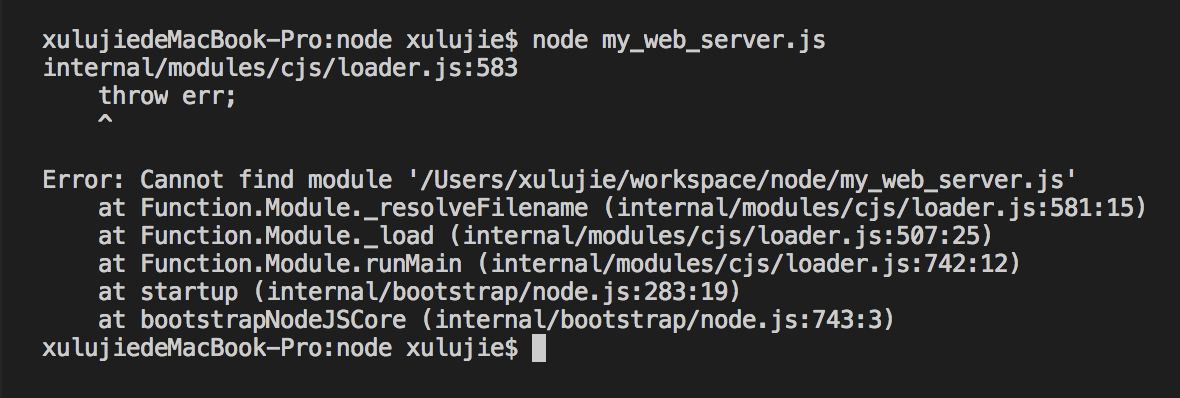 xulujiedeMacBook-Pro:node xulujie$ node my_web_server.js
internal/modules/cjs/loader.js:583
    throw err;
    ^

Error: Cannot find module '/Users/xulujie/workspace/node/my_web_server.js'
    at Function.Module._resolveFilename (internal/modules/cjs/loader.js:581:15)
    at Function.Module._load (internal/modules/cjs/loader.js:507:25)
    at Function.Module.runMain (internal/modules/cjs/loader.js:742:12)
    at startup (internal/bootstrap/node.js:283:19)
    at bootstrapNodeJSCore (internal/bootstrap/node.js:743:3)
xulujiedeMacBook-Pro:node xulujie$